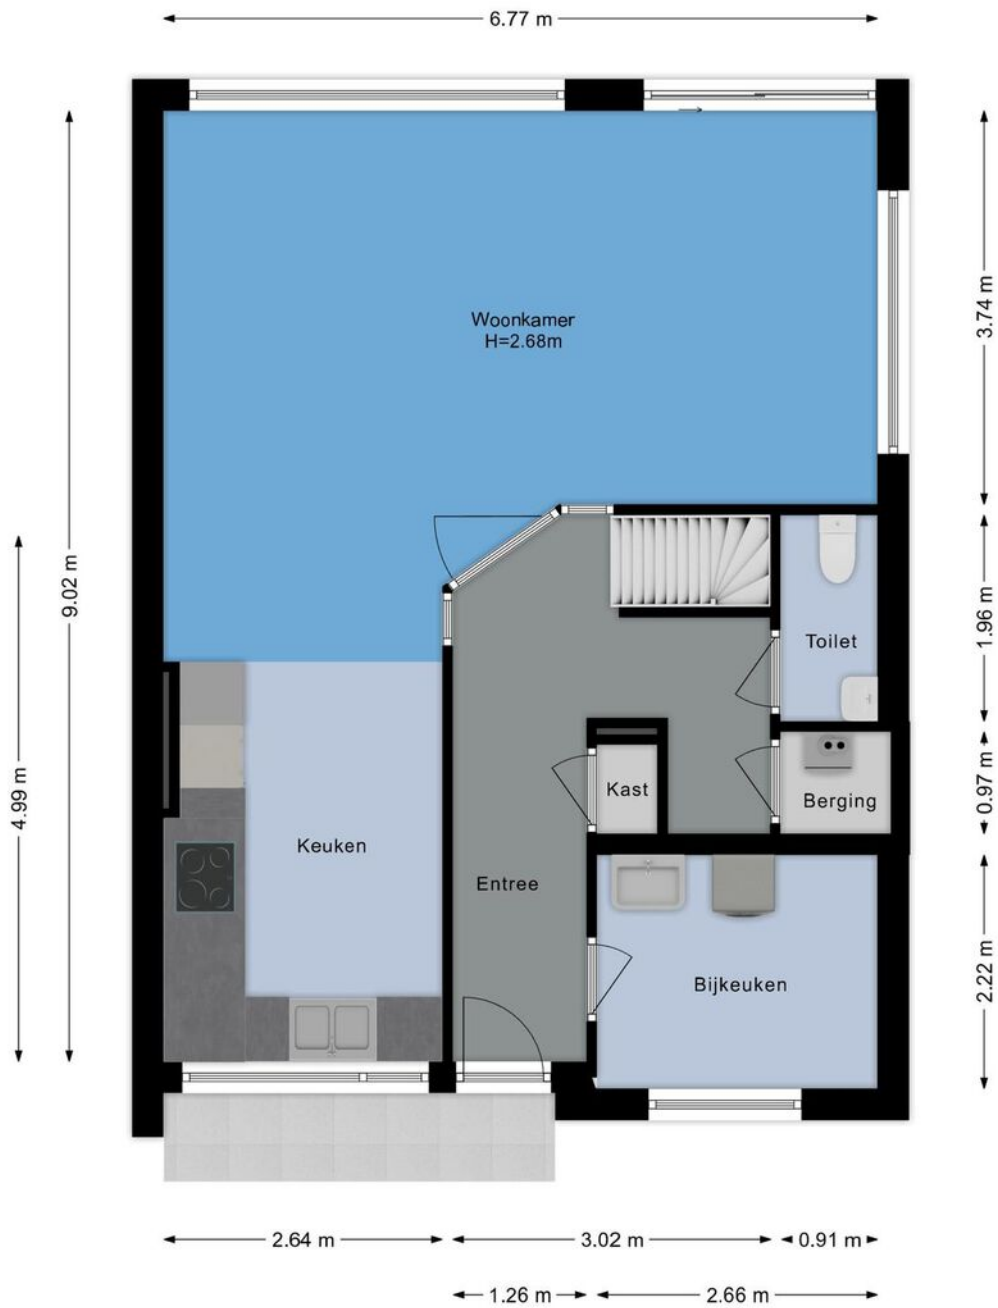 6.77 m
Woonkamer
H=2.68m
3.74 m
9.02 m
4.99 m
1.96 m
Toilet
0.97 m
Kast
Berging
Keuken
Entree
Bijkeuken
2.22 m
2.64 m
3.02 m
0.91 m
1.26 m
2.66 m